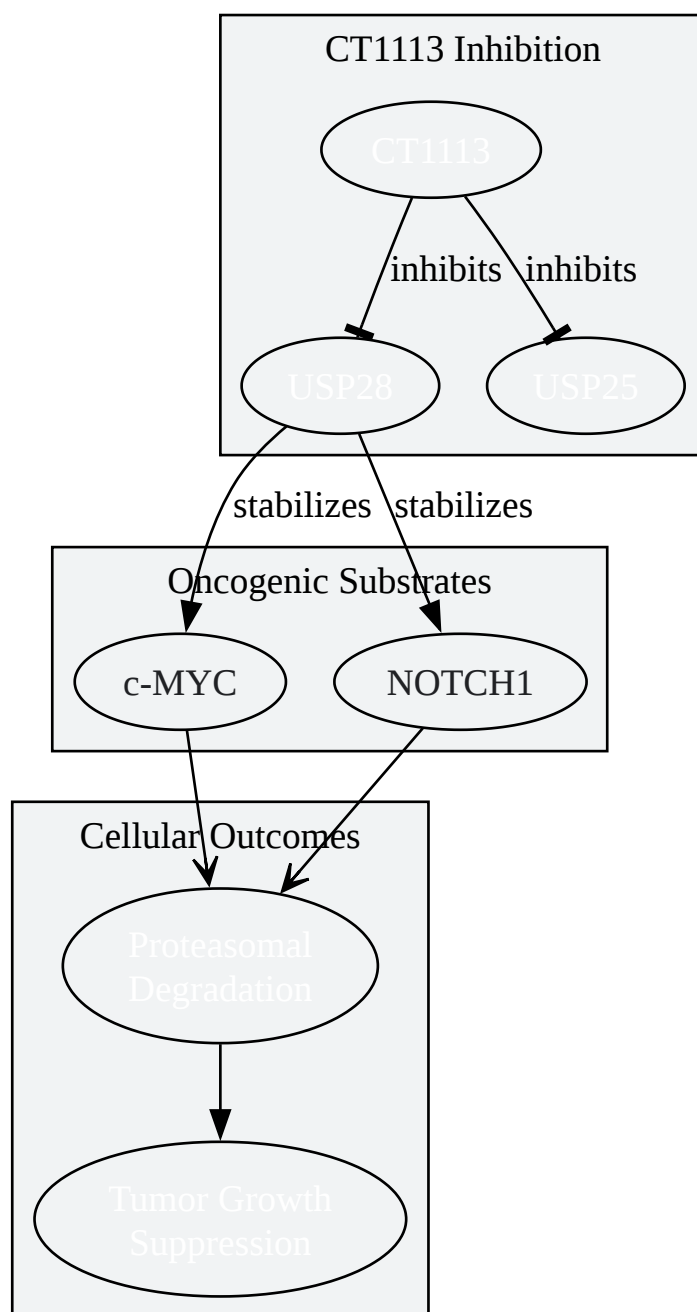 CT1113 Inhibition
CT1113
inhibits
inhibits
USP28
USP25
stabilizes
stabilizes
Oncogenic Substrates
c-MYC
NOTCH1
Cellular Outcomes
Proteasomal
Degradation
Tumor Growth
Suppression